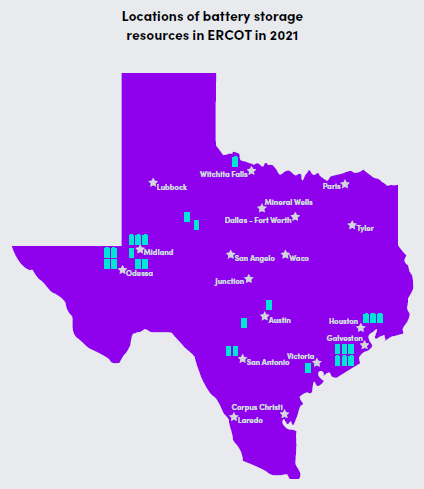 Locations of battery storage
resources in ERCOT in 2021
Witchita Falls
Lubbock
Paris
Mineral Wells
Dallas - Fort Worth
Tyler
Midland
San Angelo
Waco
Odessa
Junction
Austin
Houston
Galveston
Victoria
San Antonio
Corpus Christi
Laredo